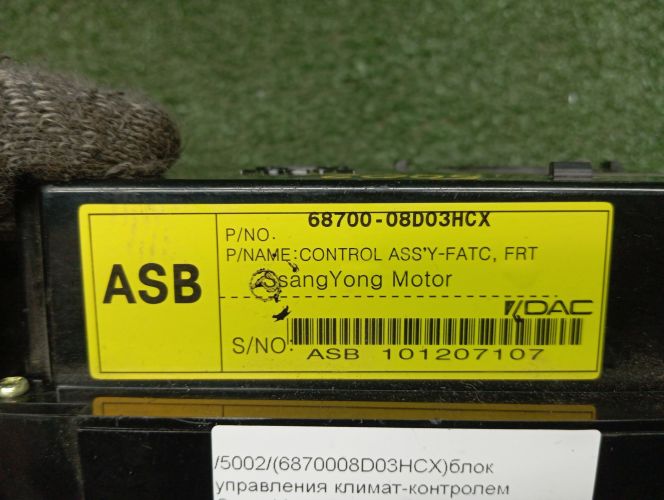 ASB
P/NO. 68700-08D03HCX
P/NAME:CONTROL ASS'Y-FATC, FRT
SsangYong Motor
DAC
S/NO:
ASB 101207107
/5002/(6870008D03HCX)блок
управления климат-контролем